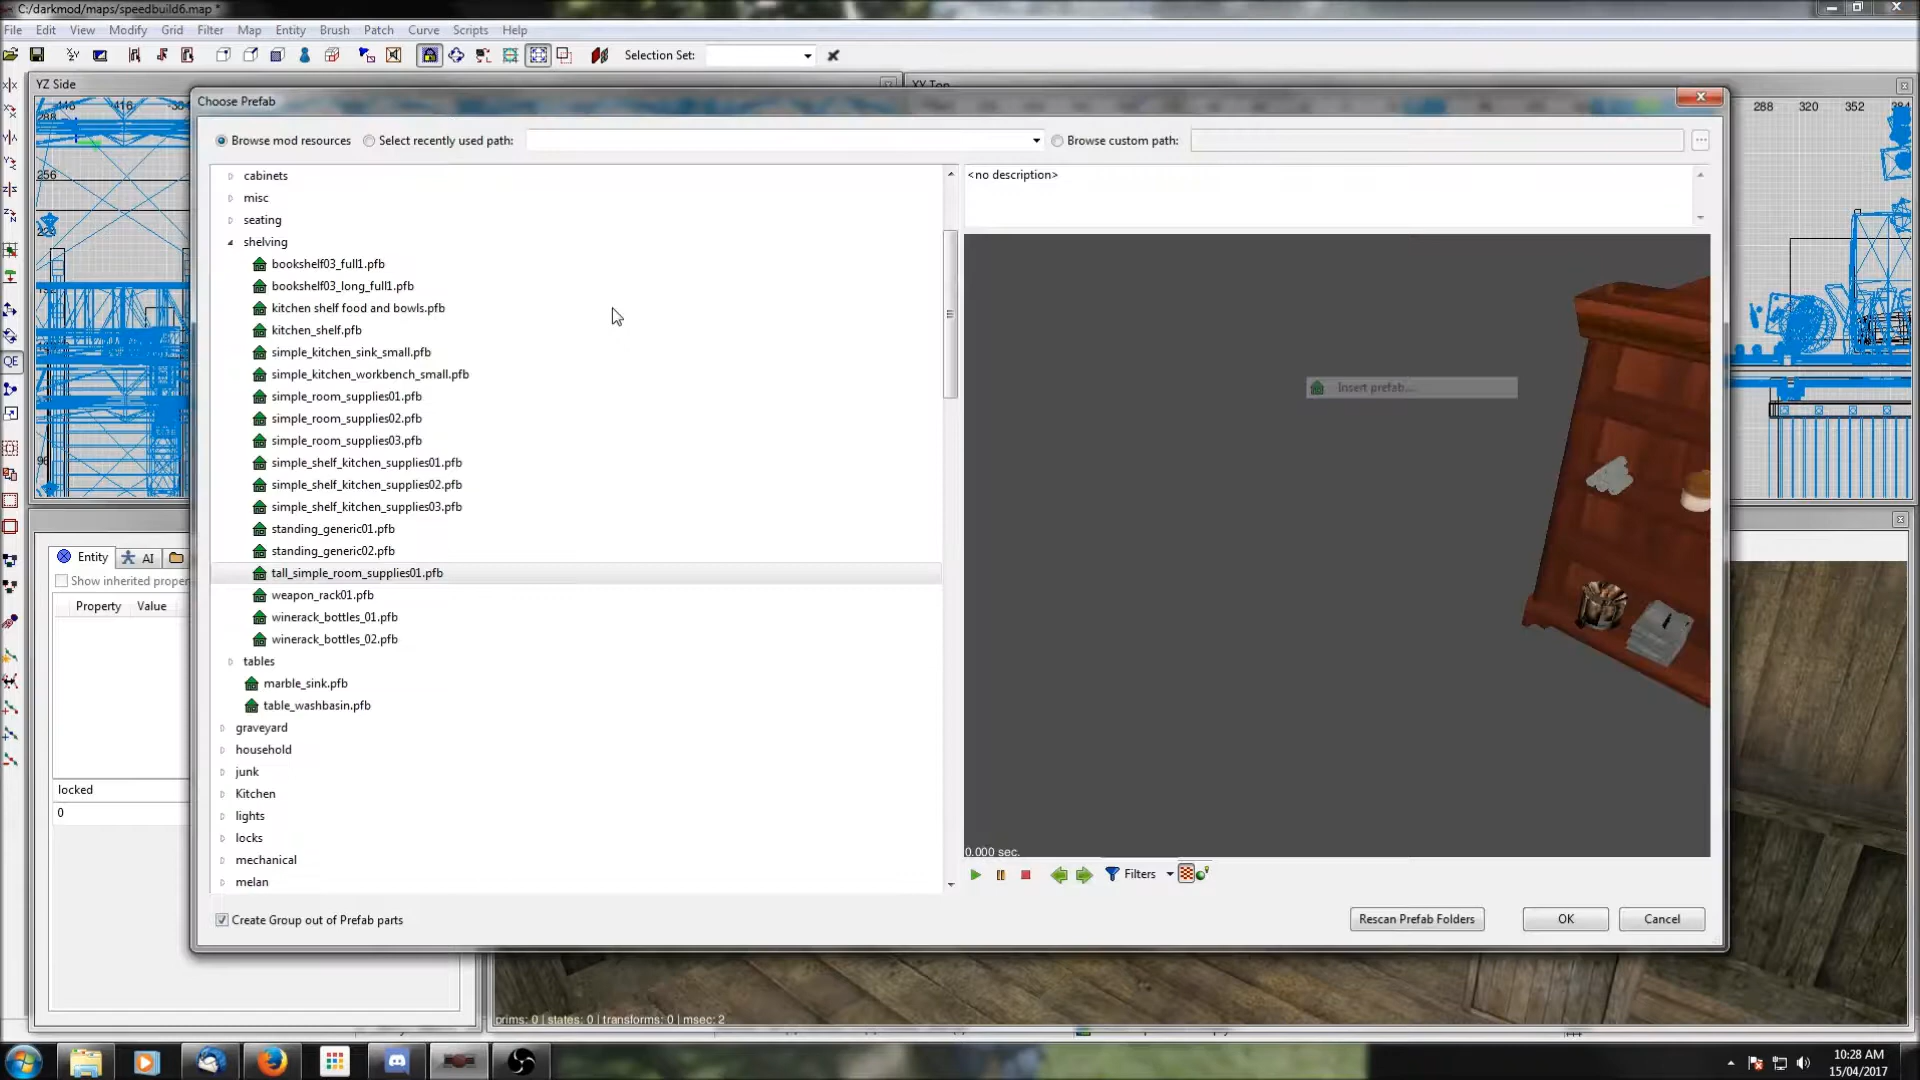 C:/darkmod/maps/speedbuild6.map *
File Edit View Modify Grid Filter Map Entity Brush Patch Curve Scripts Help
Selection Set:
YZ Side
XY Top
Choose Prefab
Browse mod resources Select recently used path: Browse custom path:
288 320 352 384
416
256
cabinets
<no description>
misc
seating
shelving
bookshelf03_full1.pfb
bookshelf03_long_full1.pfb
kitchen shelf food and bowls.pfb
kitchen_shelf.pfb
simple_kitchen_sink_small.pfb
simple_kitchen_workbench_small.pfb
Insert prefab...
simple_room_supplies01.pfb
simple_room_supplies02.pfb
simple_room_supplies03.pfb
simple_shelf_kitchen_supplies01.pfb
simple_shelf_kitchen_supplies02.pfb
simple_shelf_kitchen_supplies03.pfb
standing_generic01.pfb
standing_generic02.pfb
tall_simple_room_supplies01.pfb
weapon_rack01.pfb
winerack_bottles_01.pfb
winerack_bottles_02.pfb
tables
marble_sink.pfb
table_washbasin.pfb
graveyard
household
junk
Kitchen
lights
locks
mechanical
melan
Entity AI
Show inherited proper
Property Value
locked
0
0.000 sec.
Filters
Create Group out of Prefab parts
Rescan Prefab Folders OK Cancel
prims: 0 | states: 0 | transforms: 0 | msec: 2
10:28 AM
15/04/2017